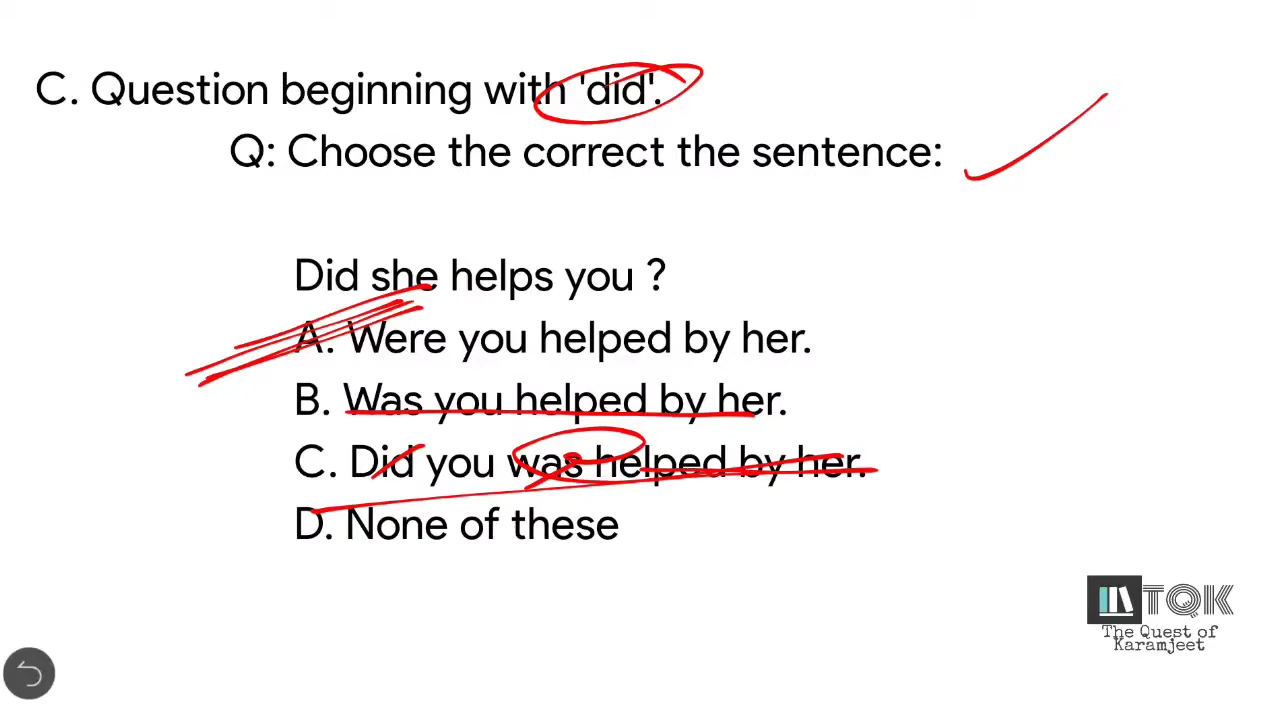 C. Question beginning with 'did'.
Q: Choose the correct the sentence:
Did she helps you ?
A. Were you helped by her.
B. Was you helped by her.
C. Did you was helped by her.
D. None of these
TQK
The Quest of
Karamjeet